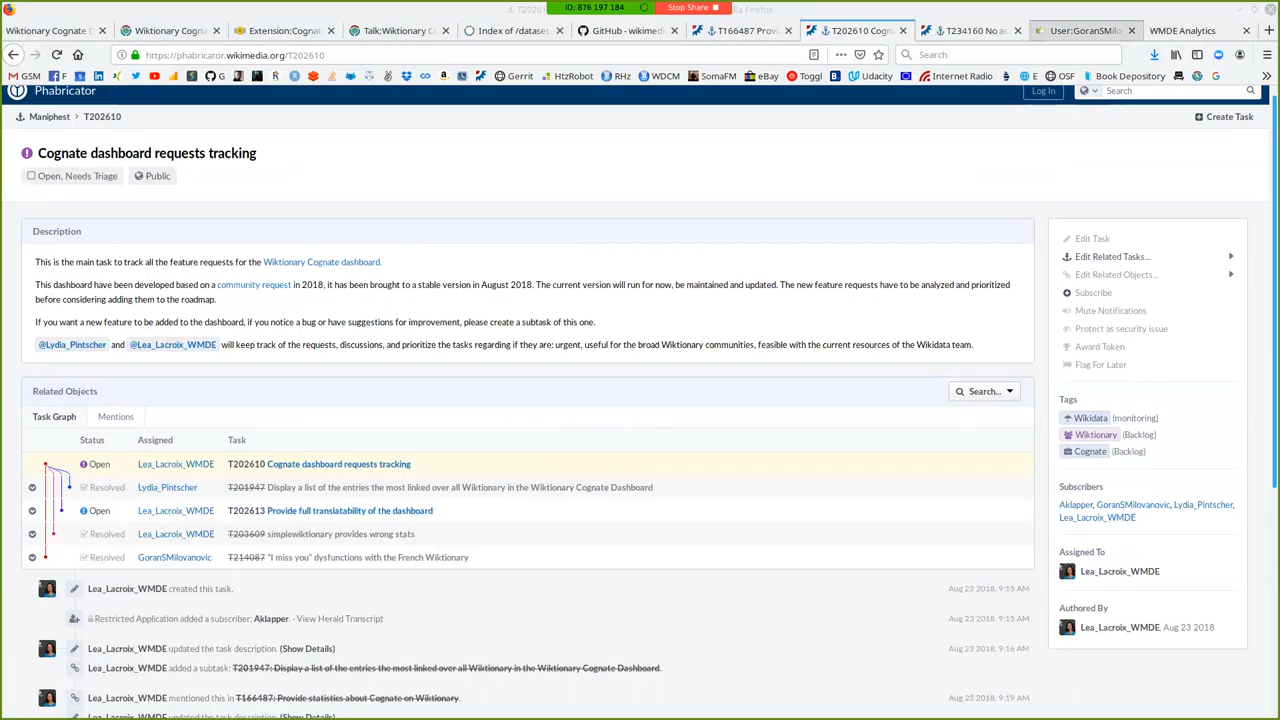 ID: 876 197 184
Stop Share
Wiktionary Cognate D
Wiktionary Cogna
Extension:Cognat
Talk:Wiktionary C
Index of /datase
GitHub - wikime
T166487 Provi
T202610 Cogn
T234160 No a
User:GoranSMilo
WMDE Analytics
https://phabricator.wikimedia.org/T202610
Search
GSM
F
G
Gerrit
HtzRobot
RHz
WDCM
SomaFM
eBay
Toggl
Udacity
Internet Radio
E
OSF
Book Depository
Phabricator
Log In
Search
Maniphest > T202610
Create Task
Cognate dashboard requests tracking
Open, Needs Triage
Public
Description
This is the main task to track all the feature requests for the Wiktionary Cognate dashboard.
This dashboard have been developed based on a community request in 2018, it has been brought to a stable version in August 2018. The current version will run for now, be maintained and updated. The new feature requests have to be analyzed and prioritized
before considering adding them to the roadmap.
If you want a new feature to be added to the dashboard, if you notice a bug or have suggestions for improvement, please create a subtask of this one.
@Lydia_Pintscher and @Lea_Lacroix_WMDE will keep track of the requests, discussions, and prioritize the tasks regarding if they are: urgent, useful for the broad Wiktionary communities, feasible with the current resources of the Wikidata team.
Related Objects
Search...
Task Graph
Mentions
Status Assigned Task
Open Lea_Lacroix_WMDE T202610 Cognate dashboard requests tracking
Resolved Lydia_Pintscher T201947 Display a list of the entries the most linked over all Wiktionary in the Wiktionary Cognate Dashboard
Open Lea_Lacroix_WMDE T202613 Provide full translatability of the dashboard
Resolved Lea_Lacroix_WMDE T203609 simplewiktionary provides wrong stats
Resolved GoranSMilovanovic T214087 "I miss you" dysfunctions with the French Wiktionary
Lea_Lacroix_WMDE created this task. Aug 23 2018, 9:15 AM
Restricted Application added a subscriber: Aklapper. · View Herald Transcript Aug 23 2018, 9:15 AM
Lea_Lacroix_WMDE updated the task description. (Show Details) Aug 23 2018, 9:16 AM
Lea_Lacroix_WMDE added a subtask: T201947: Display a list of the entries the most linked over all Wiktionary in the Wiktionary Cognate Dashboard.
Lea_Lacroix_WMDE mentioned this in T166487: Provide statistics about Cognate on Wiktionary. Aug 23 2018, 9:19 AM
Lea_Lacroix_WMDE updated the task description. (Show Details)
Edit Task
Edit Related Tasks...
Edit Related Objects...
Subscribe
Mute Notifications
Protect as security issue
Award Token
Flag For Later
Tags
Wikidata (monitoring)
Wiktionary (Backlog)
Cognate (Backlog)
Subscribers
Aklapper, GoranSMilovanovic, Lydia_Pintscher,
Lea_Lacroix_WMDE
Assigned To
Lea_Lacroix_WMDE
Authored By
Lea_Lacroix_WMDE, Aug 23 2018